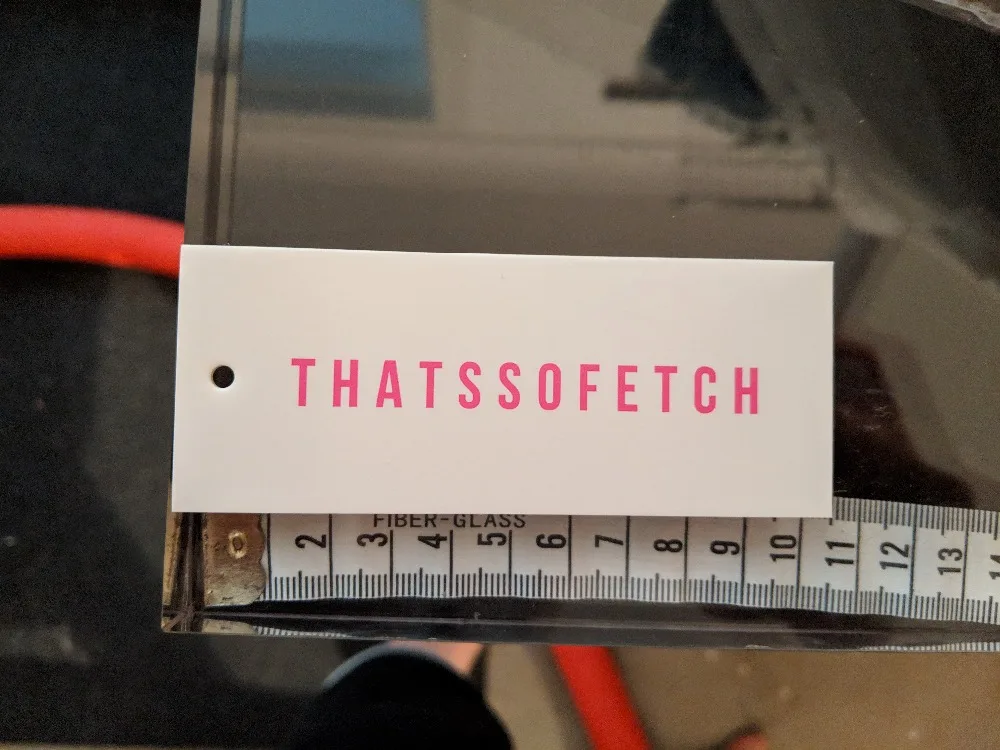 THATSSOFETCH
FIBER-GLASS
2 3 4 5 6 7 8 9 10 11 12 13